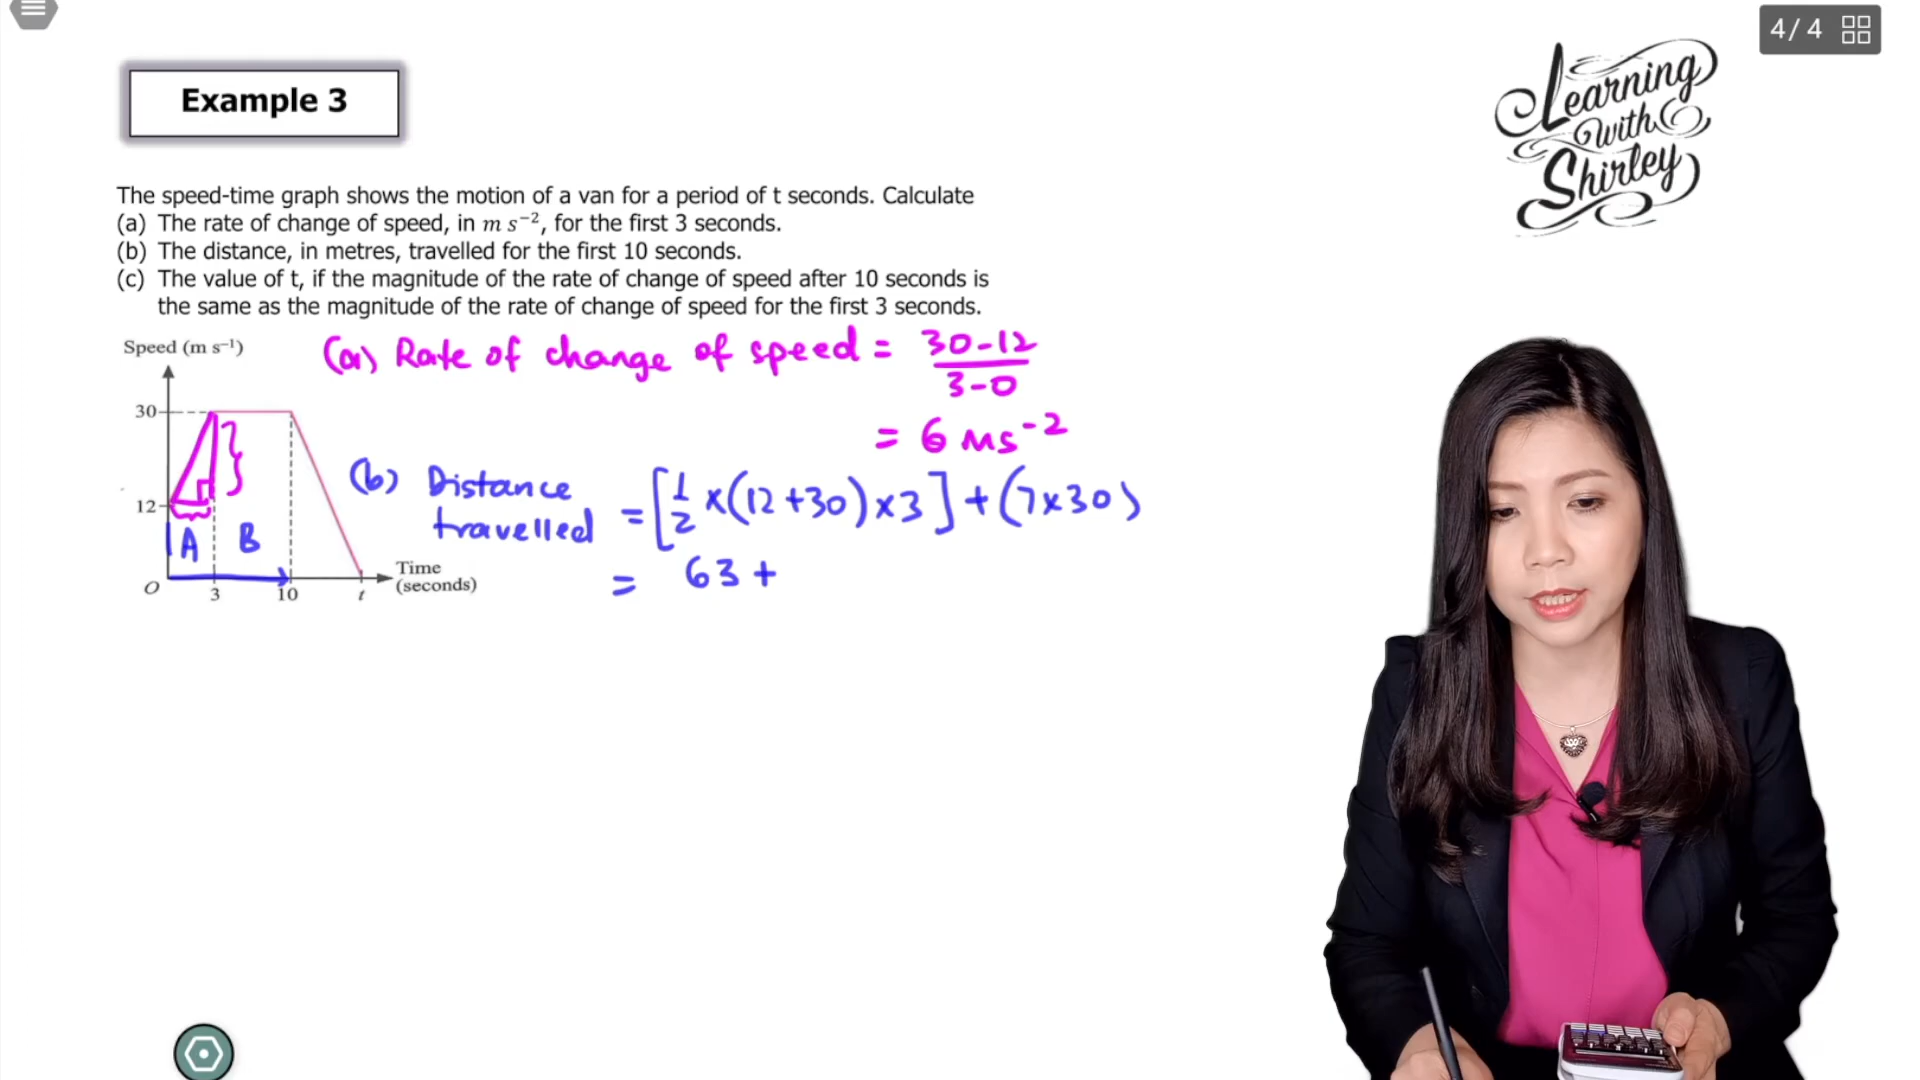 4/4
Learning
with
Shirley
Example 3
The speed-time graph shows the motion of a van for a period of t seconds. Calculate
(a) The rate of change of speed, in m s⁻², for the first 3 seconds.
(b) The distance, in metres, travelled for the first 10 seconds.
(c) The value of t, if the magnitude of the rate of change of speed after 10 seconds is
the same as the magnitude of the rate of change of speed for the first 3 seconds.
Speed (m s⁻¹)
30
12
A B
O 3 10 t
Time
(seconds)
(a) Rate of change of speed = 30-12
3-0
= 6 ms⁻²
(b) Distance
travelled = [1/2 × (12+30) × 3] + (7×30)
= 63 +